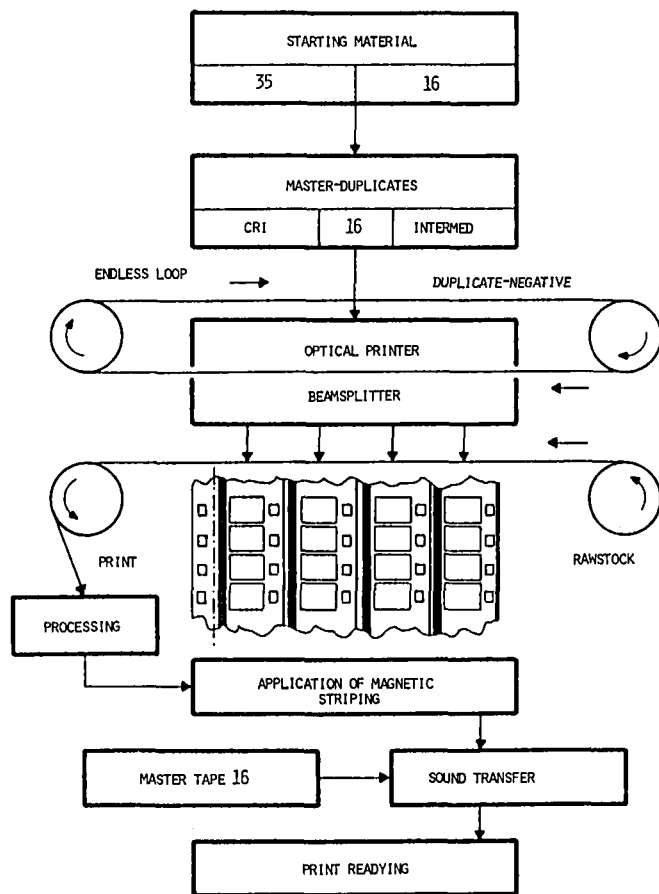 STARTING MATERIAL
35 16
MASTER-DUPLICATES
CRI 16 INTERMED
ENDLESS LOOP DUPLICATE-NEGATIVE
OPTICAL PRINTER
BEAMSPLITTER
PRINT RAWSTOCK
PROCESSING
APPLICATION OF MAGNETIC
STRIPING
MASTER TAPE 16 SOUND TRANSFER
PRINT READYING